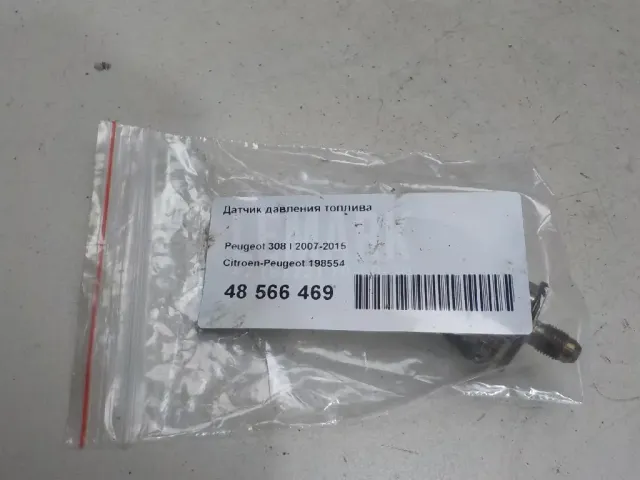 Датчик давления топлива
Peugeot 308 I 2007-2015
Citroen-Peugeot 198554
48 566 469